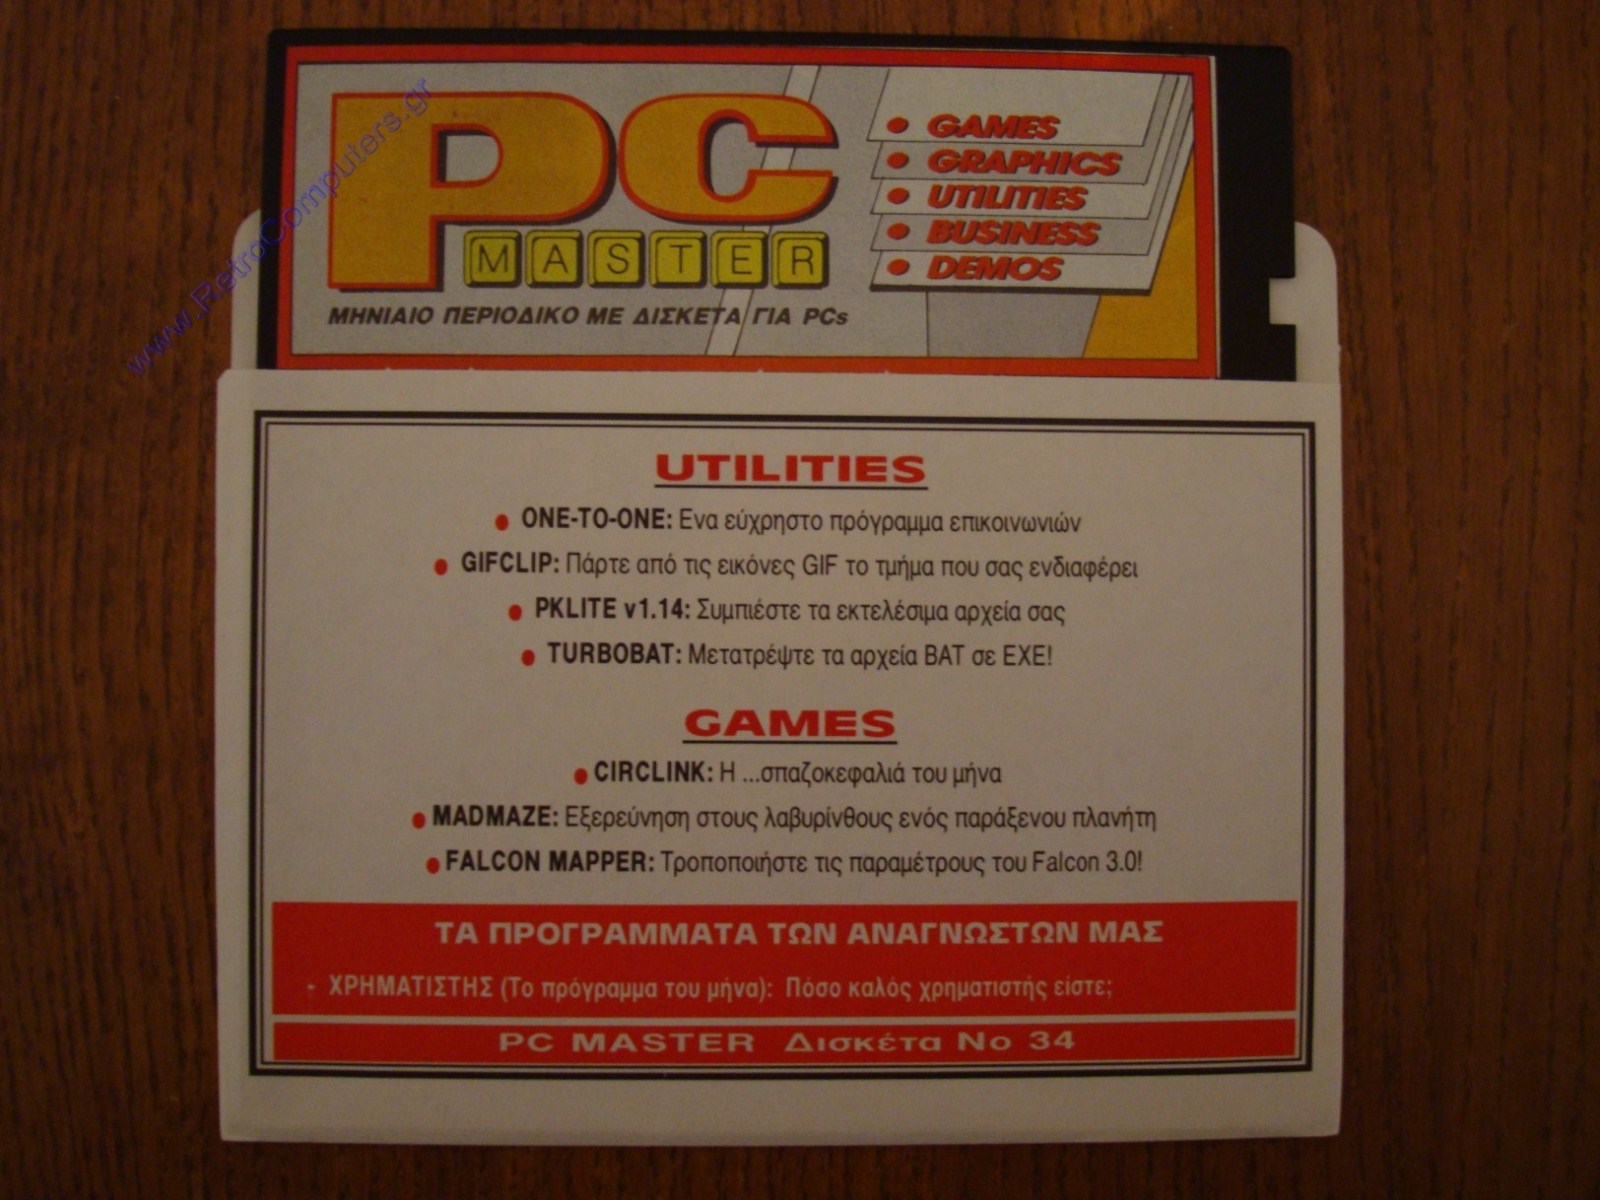 www.RetroComputers.gr
PC
MASTER
ΜΗΝΙΑΙΟ ΠΕΡΙΟΔΙΚΟ ΜΕ ΔΙΣΚΕΤΑ ΓΙΑ PCs
• GAMES
• GRAPHICS
• UTILITIES
• BUSINESS
• DEMOS
UTILITIES
• ONE-TO-ONE: Ενα εύχρηστο πρόγραμμα επικοινωνιών
• GIFCLIP: Πάρτε από τις εικόνες GIF το τμήμα που σας ενδιαφέρει
• PKLITE v1.14: Συμπιέστε τα εκτελέσιμα αρχεία σας
• TURBOBAT: Μετατρέψτε τα αρχεία BAT σε EXE!
GAMES
• CIRCLINK: Η ...σπαζοκεφαλιά του μήνα
• MADMAZE: Εξερεύνηση στους λαβυρίνθους ενός παράξενου πλανήτη
• FALCON MAPPER: Τροποποιήστε τις παραμέτρους του Falcon 3.0!
ΤΑ ΠΡΟΓΡΑΜΜΑΤΑ ΤΩΝ ΑΝΑΓΝΩΣΤΩΝ ΜΑΣ
- ΧΡΗΜΑΤΙΣΤΗΣ (Το πρόγραμμα του μήνα): Πόσο καλός χρηματιστής είστε;
PC MASTER Δισκέτα Νο 34